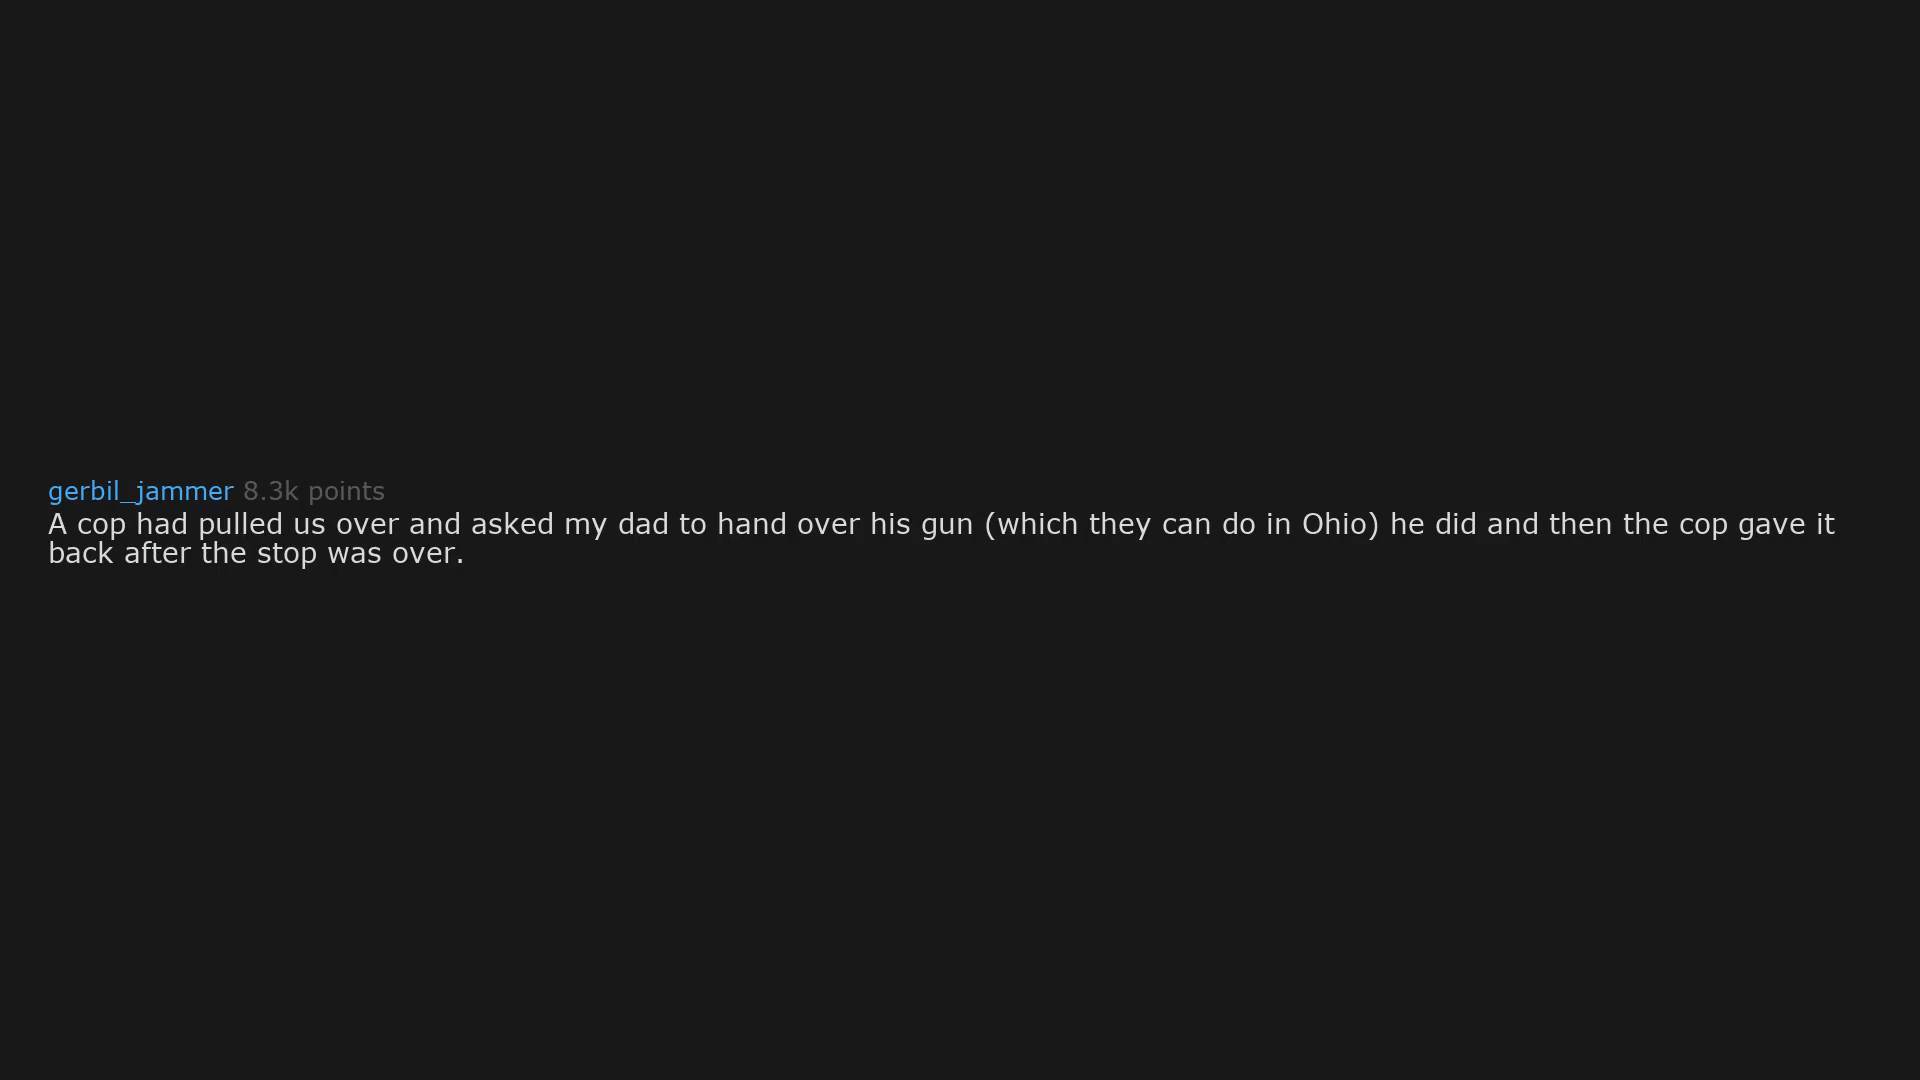 gerbil_jammer 8.3k points
A cop had pulled us over and asked my dad to hand over his gun (which they can do in Ohio) he did and then the cop gave it
back after the stop was over.